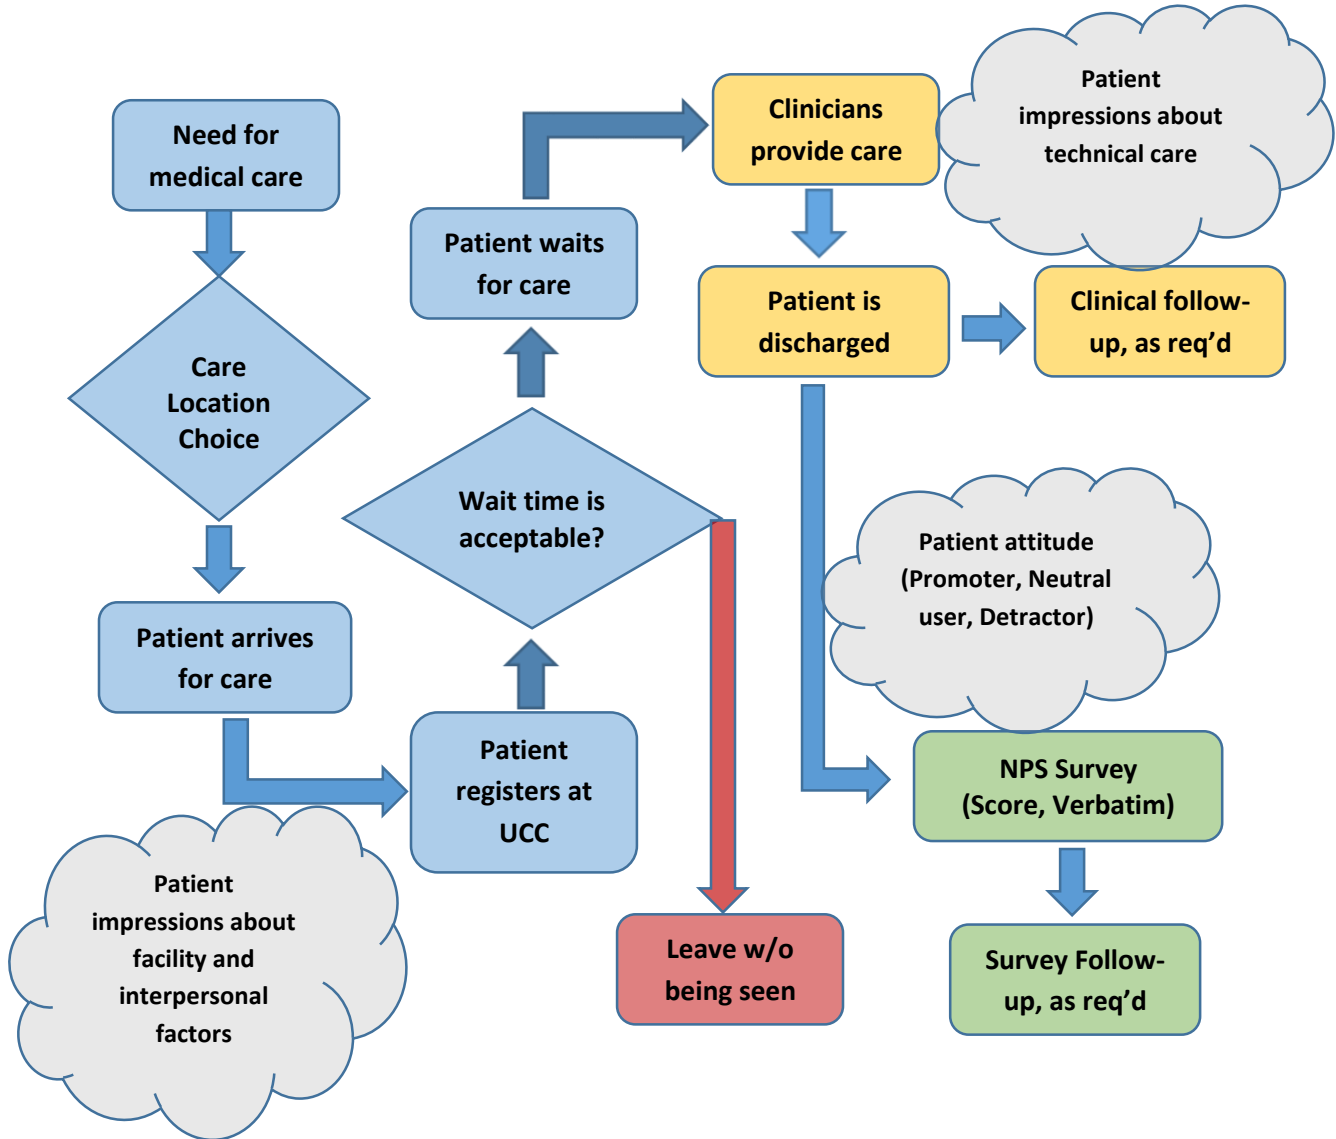 Need for
medical care
Care
Location
Choice
Patient arrives
for care
Patient
impressions about
facility and
interpersonal
factors
Patient
registers at
UCC
Wait time is
acceptable?
Patient waits
for care
Leave w/o
being seen
Clinicians
provide care
Patient
impressions about
technical care
Patient is
discharged
Clinical follow-
up, as req’d
Patient attitude
(Promoter, Neutral
user, Detractor)
NPS Survey
(Score, Verbatim)
Survey Follow-
up, as req’d